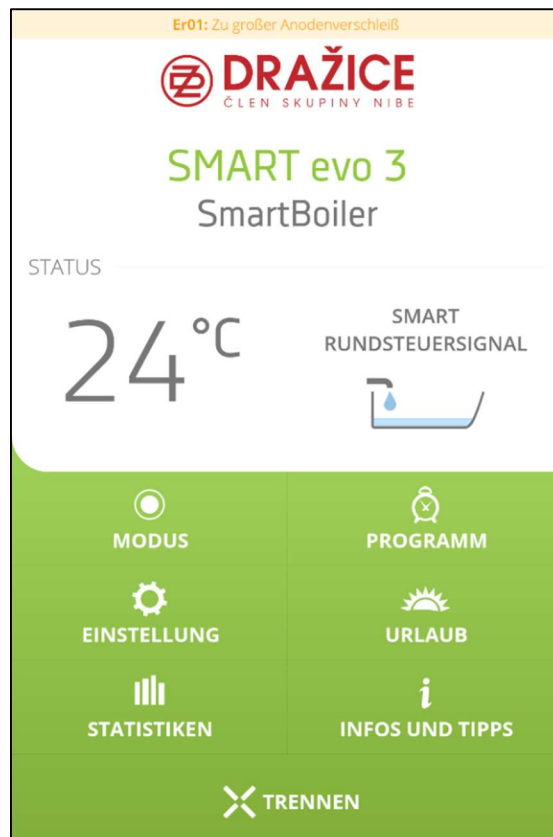 Er01: Zu großer Anodenverschleiß
DRAŽICE
ČLEN SKUPINY NIBE
SMART evo 3
SmartBoiler
STATUS
24°C
SMART
RUNDSTEUERSIGNAL
MODUS
PROGRAMM
EINSTELLUNG
URLAUB
STATISTIKEN
INFOS UND TIPPS
TRENNEN